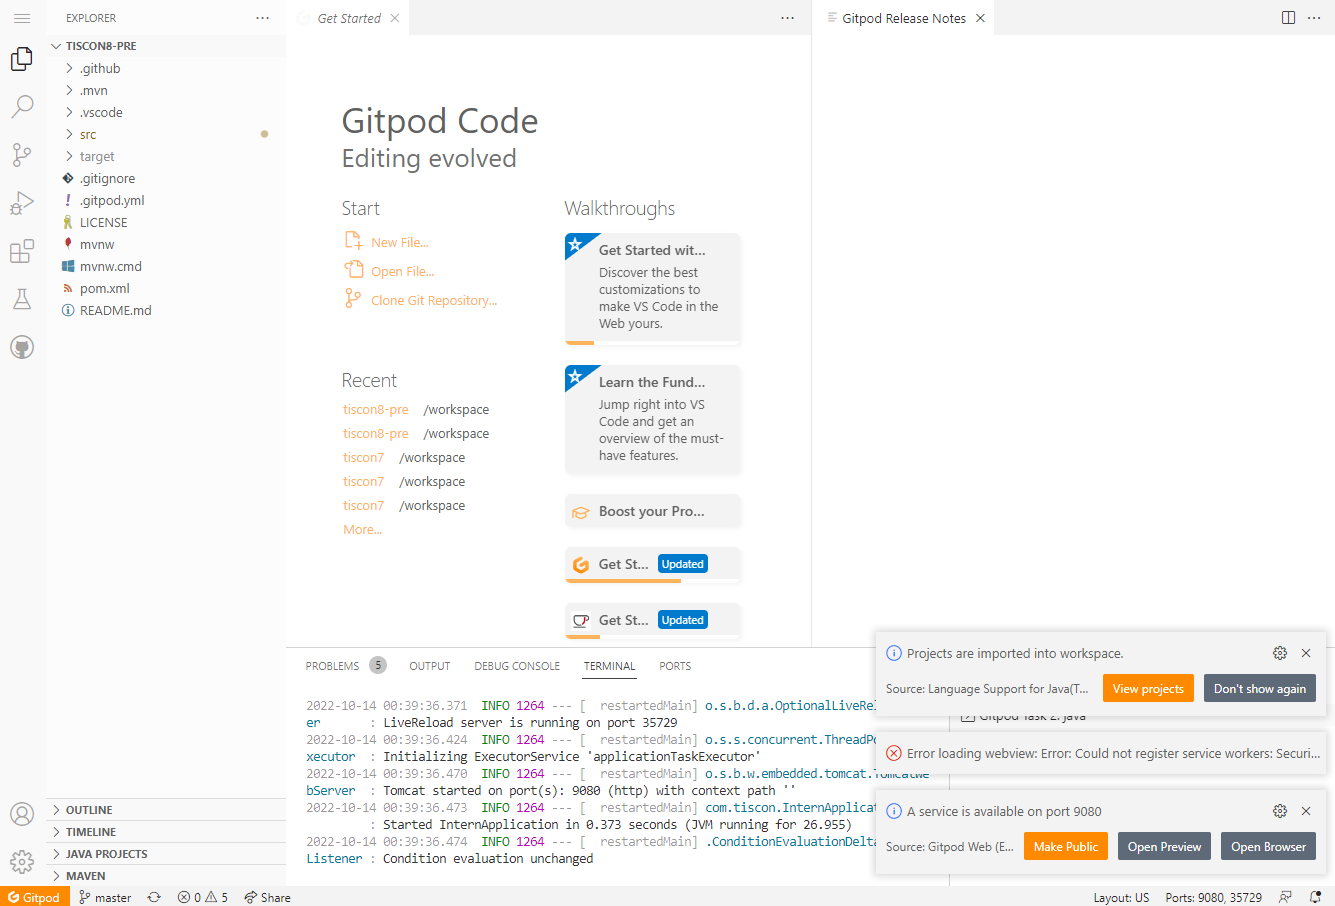 EXPLORER
TISCON8-PRE
.github
.mvn
.vscode
src
target
.gitignore
.gitpod.yml
LICENSE
mvnw
mvnw.cmd
pom.xml
README.md
OUTLINE
TIMELINE
JAVA PROJECTS
MAVEN
Get Started
Gitpod Code
Editing evolved
Start
New File...
Open File...
Clone Git Repository...
Recent
tiscon8-pre /workspace
tiscon8-pre /workspace
tiscon7 /workspace
tiscon7 /workspace
tiscon7 /workspace
More...
Walkthroughs
Get Started wit...
Discover the best
customizations to
make VS Code in the
Web yours.
Learn the Fund...
Jump right into VS
Code and get an
overview of the must-
have features.
Boost your Pro...
Get St... Updated
Get St... Updated
Gitpod Release Notes
PROBLEMS 5 OUTPUT DEBUG CONSOLE TERMINAL PORTS
2022-10-14 00:39:36.371 INFO 1264 --- [ restartedMain] o.s.b.d.a.OptionalLiveRel
er : LiveReload server is running on port 35729
2022-10-14 00:39:36.424 INFO 1264 --- [ restartedMain] o.s.s.concurrent.ThreadPo
xecutor : Initializing ExecutorService 'applicationTaskExecutor'
2022-10-14 00:39:36.470 INFO 1264 --- [ restartedMain] o.s.b.w.embedded.tomcat.TomcatWe
bServer : Tomcat started on port(s): 9080 (http) with context path ''
2022-10-14 00:39:36.473 INFO 1264 --- [ restartedMain] com.tiscon.InternApplicat
: Started InternApplication in 0.373 seconds (JVM running for 26.955)
2022-10-14 00:39:36.474 INFO 1264 --- [ restartedMain] .ConditionEvaluationDelta
Listener : Condition evaluation unchanged
Projects are imported into workspace.
Source: Language Support for Java(T... View projects Don't show again
Gitpod Task 2: java
Error loading webview: Error: Could not register service workers: Securi...
A service is available on port 9080
Source: Gitpod Web (E... Make Public Open Preview Open Browser
Gitpod master 0 5 Share Layout: US Ports: 9080, 35729